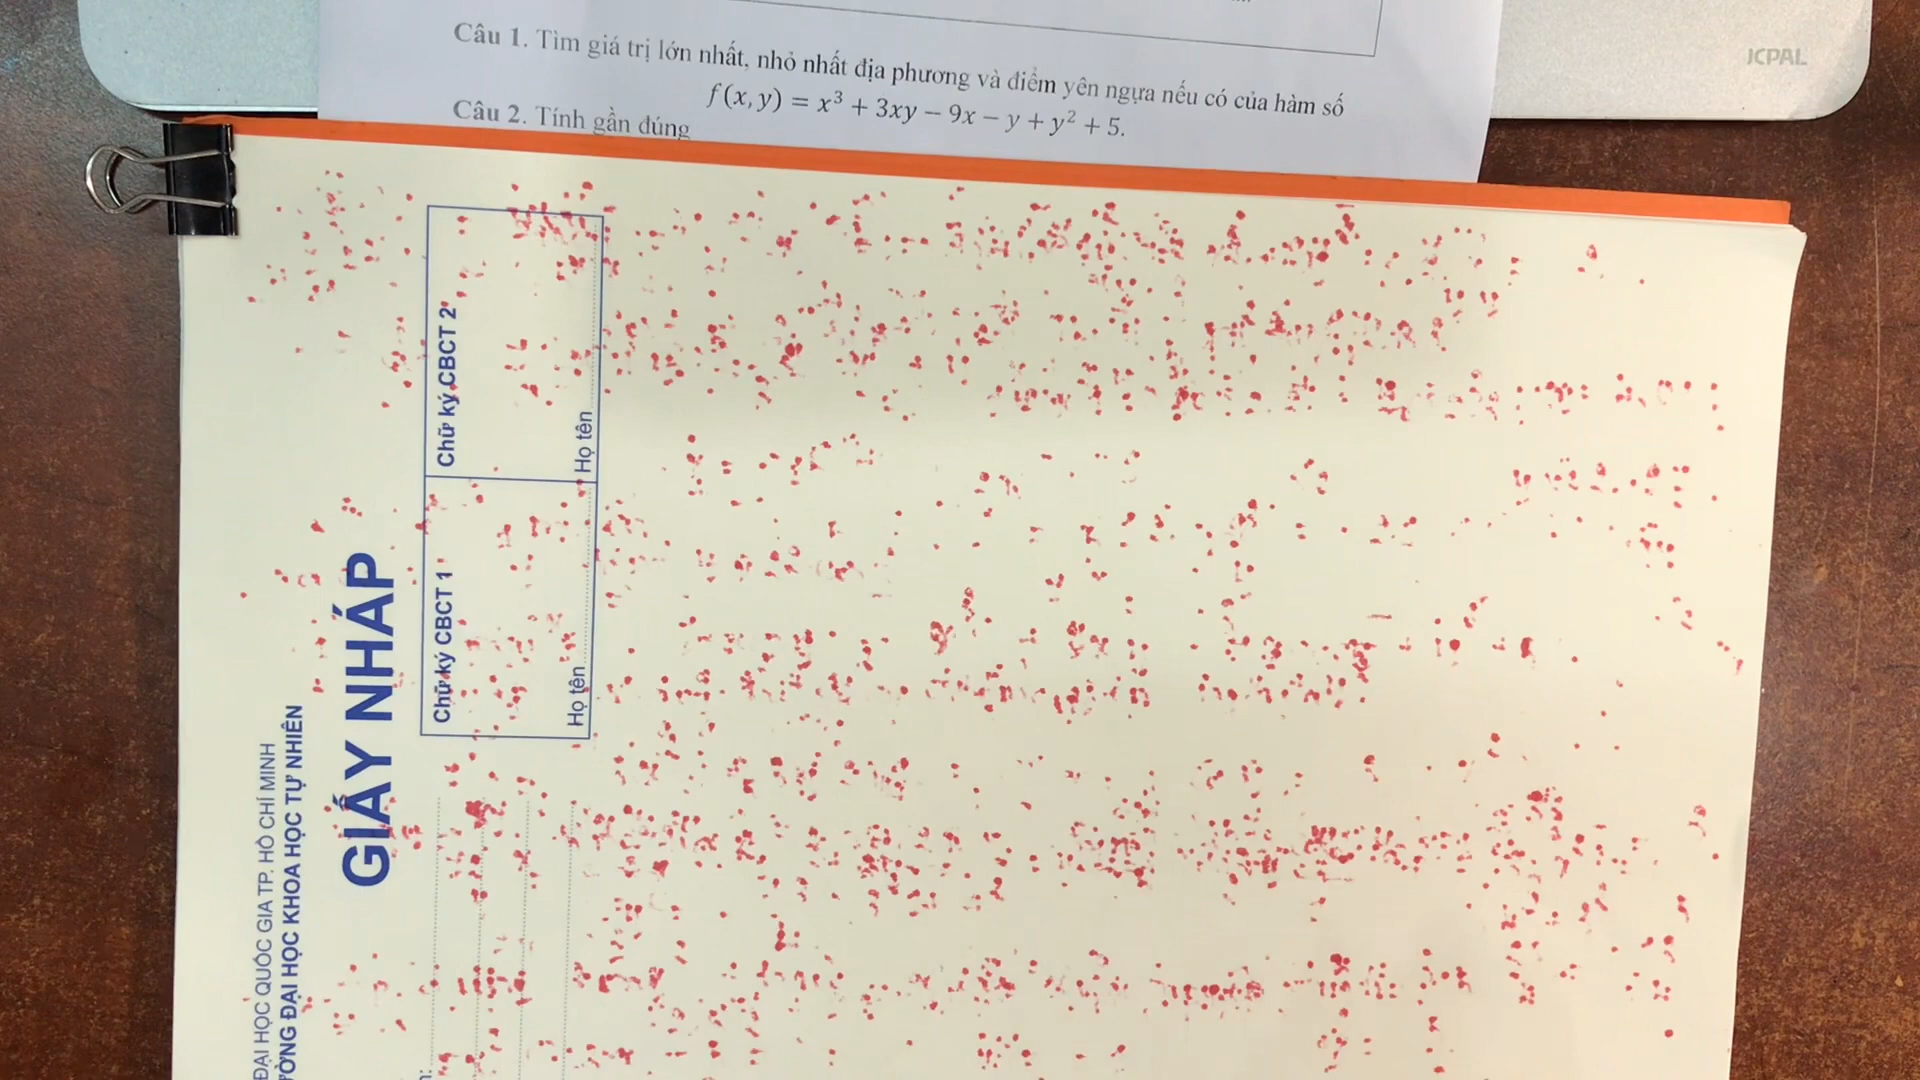 JCPAL
Câu 1. Tìm giá trị lớn nhất, nhỏ nhất địa phương và điểm yên ngựa nếu có của hàm số
f(x,y) = x³ + 3xy − 9x − y + y² + 5.
Câu 2. Tính gần đúng
ĐẠI HỌC QUỐC GIA TP. HỒ CHÍ MINH
ƯỜNG ĐẠI HỌC KHOA HỌC TỰ NHIÊN
GIẤY NHÁP
Chữ ký CBCT 1
Chữ ký CBCT 2
Họ tên
Họ tên